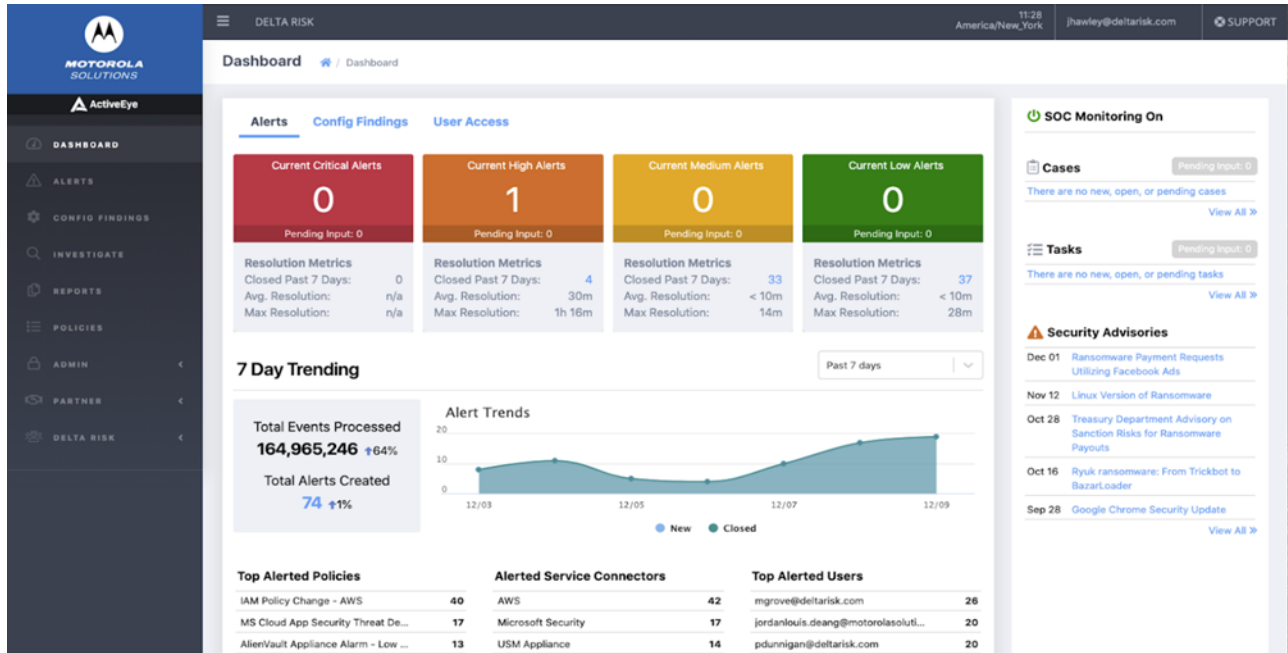 MOTOROLA
SOLUTIONS
ActiveEye
DASHBOARD
ALERTS
CONFIG FINDINGS
INVESTIGATE
REPORTS
POLICIES
ADMIN
PARTNER
DELTA RISK
DELTA RISK
11:28
America/New_York
jhawley@deltarisk.com
SUPPORT
Dashboard / Dashboard
Alerts Config Findings User Access
Current Critical Alerts
0
Pending Input: 0
Resolution Metrics
Closed Past 7 Days: 0
Avg. Resolution: n/a
Max Resolution: n/a
Current High Alerts
1
Pending Input: 0
Resolution Metrics
Closed Past 7 Days: 4
Avg. Resolution: 30m
Max Resolution: 1h 16m
Current Medium Alerts
0
Pending Input: 0
Resolution Metrics
Closed Past 7 Days: 33
Avg. Resolution: < 10m
Max Resolution: 14m
Current Low Alerts
0
Pending Input: 0
Resolution Metrics
Closed Past 7 Days: 37
Avg. Resolution: < 10m
Max Resolution: 28m
7 Day Trending
Past 7 days
Total Events Processed
164,965,246 64%
Total Alerts Created
74 1%
Alert Trends
20
10
0
12/03 12/05 12/07 12/09
New Closed
Top Alerted Policies
IAM Policy Change - AWS 40
MS Cloud App Security Threat De... 17
AlienVault Appliance Alarm - Low ... 13
Alerted Service Connectors
AWS 42
Microsoft Security 17
USM Appliance 14
Top Alerted Users
mgrove@deltarisk.com 26
jordanlouis.deang@motorolasoluti... 20
pdunnigan@deltarisk.com 20
SOC Monitoring On
Cases Pending Input: 0
There are no new, open, or pending cases
View All »
Tasks Pending Input: 0
There are no new, open, or pending tasks
View All »
Security Advisories
Dec 01 Ransomware Payment Requests
Utilizing Facebook Ads
Nov 12 Linux Version of Ransomware
Oct 28 Treasury Department Advisory on
Sanction Risks for Ransomware
Payouts
Oct 16 Ryuk ransomware: From Trickbot to
BazarLoader
Sep 28 Google Chrome Security Update
View All »